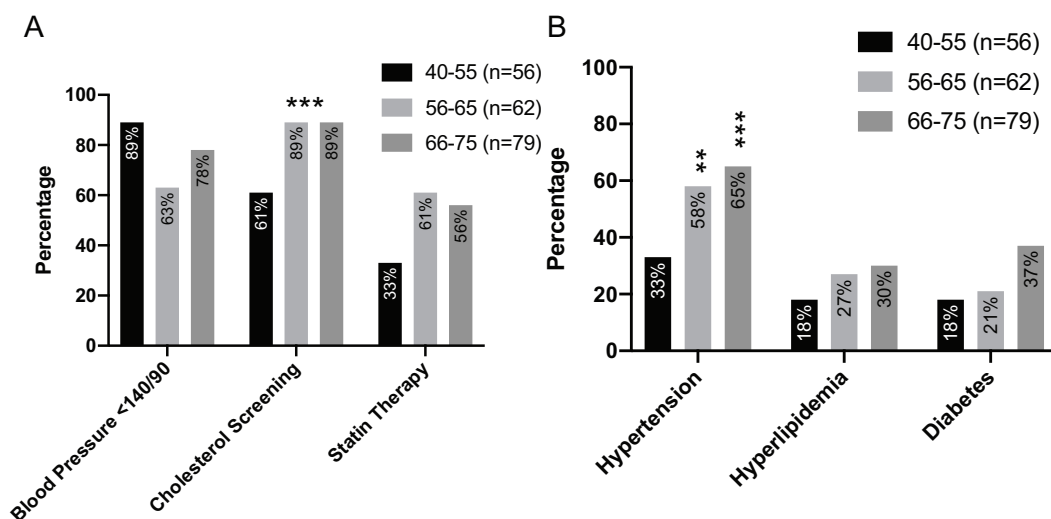 A
40-55 (n=56)
56-65 (n=62)
66-75 (n=79)
***
Percentage
100
80
60
40
20
0
89%
63%
78%
61%
89%
89%
33%
61%
56%
Blood Pressure <140/90
Cholesterol Screening
Statin Therapy
B
40-55 (n=56)
56-65 (n=62)
66-75 (n=79)
**
***
Percentage
100
80
60
40
20
0
33%
58%
65%
18%
27%
30%
18%
21%
37%
Hypertension
Hyperlipidemia
Diabetes